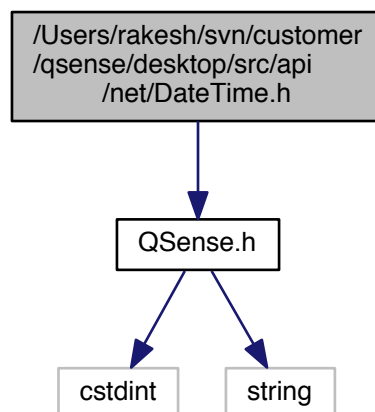 /Users/rakesh/svn/customer
/qsense/desktop/src/api
/net/DateTime.h
QSense.h
cstdint
string